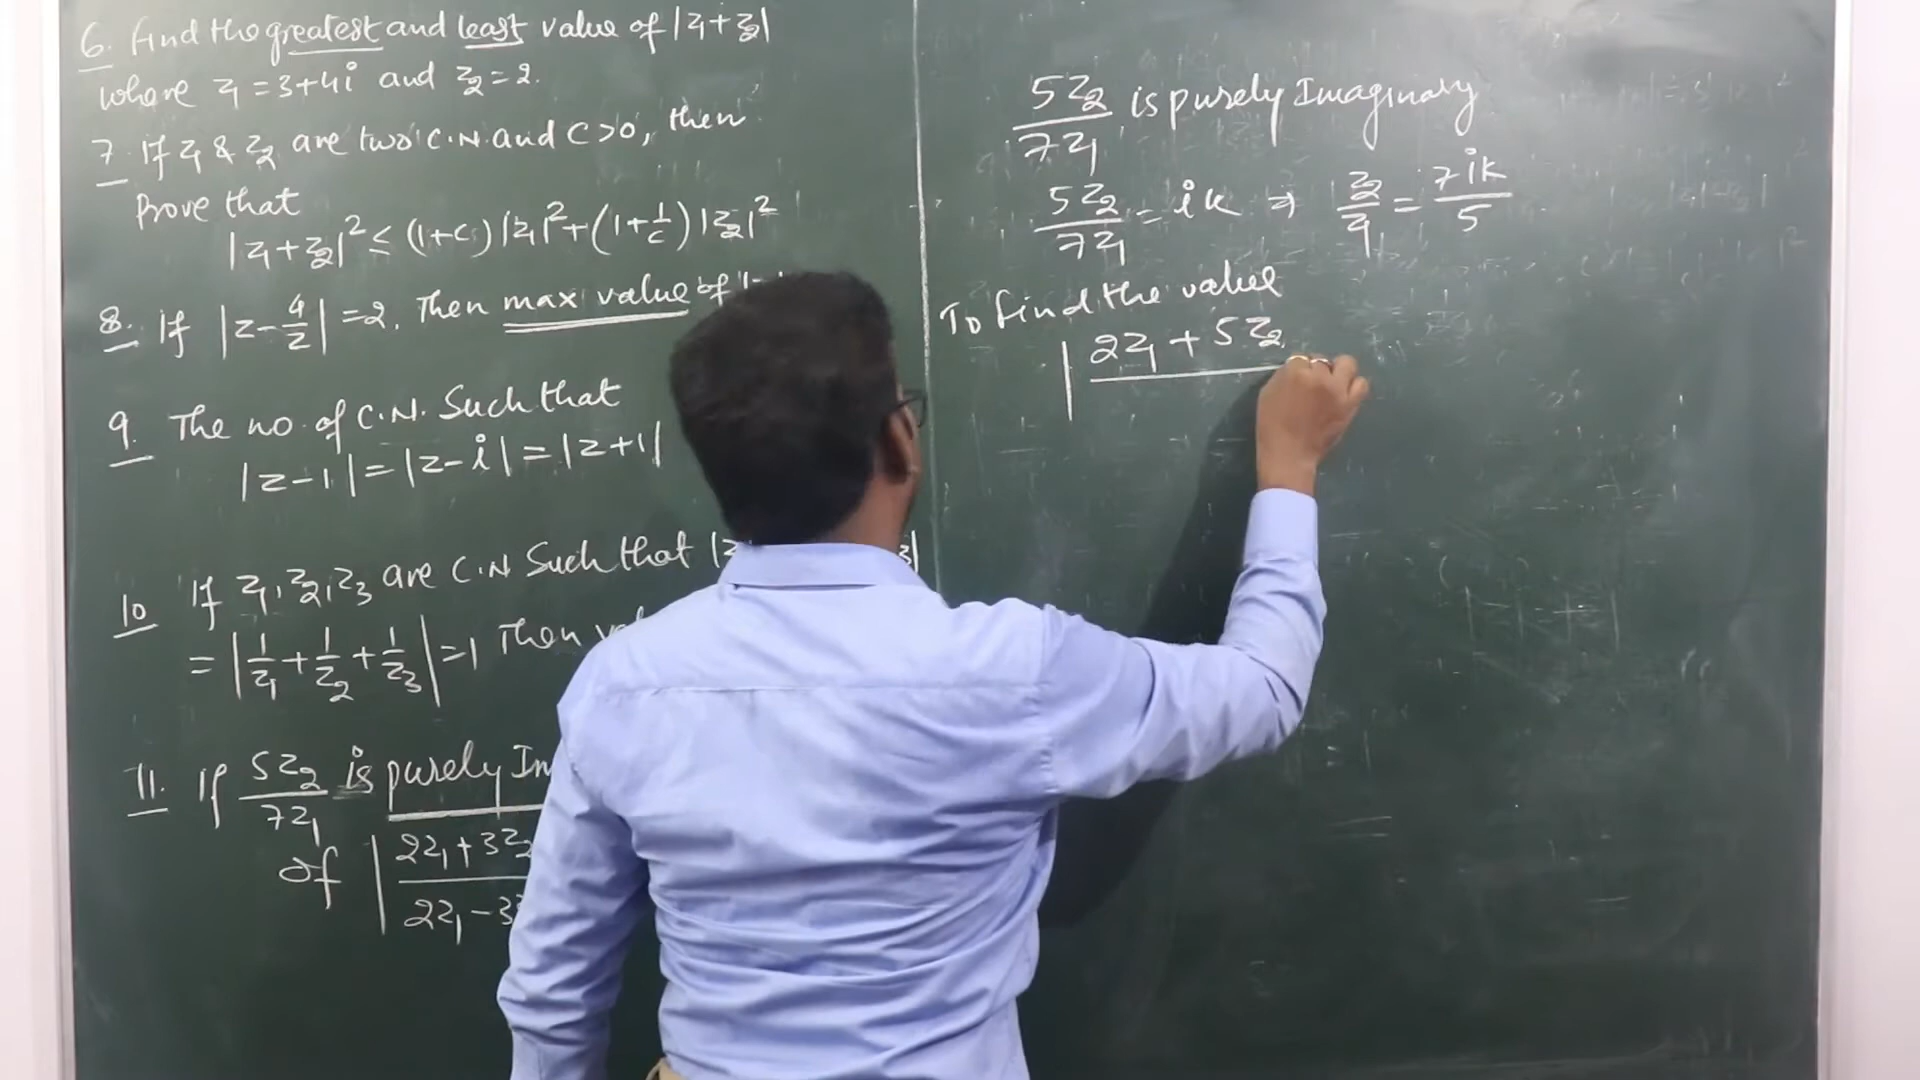 6. Find the greatest and least value of |z₁+z₂|
where z₁ = 3+4i and z₂ = 2.
7. If z₁ & z₂ are two C.N. and C>0, then
Prove that
|z₁+z₂|² ≤ (1+C)|z₁|² + (1+1/C)|z₂|²
8. If |z-4/z| = 2. Then max value of
9. The no. of C.N. Such that
|z-1| = |z-i| = |z+1|
10 If z₁, z₂, z₃ are C.N Such that
= |1/z₁ + 1/z₂ + 1/z₃| = 1 Then
11. If 5z₂/7z₁ is purely
of |2z₁+3z₂/2z₁-3
5z₂/7z₁ is purely Imaginary
5z₂/7z₁ = ik ⇒ z₂/z₁ = 7ik/5
To find the value
|2z₁ + 5z₂